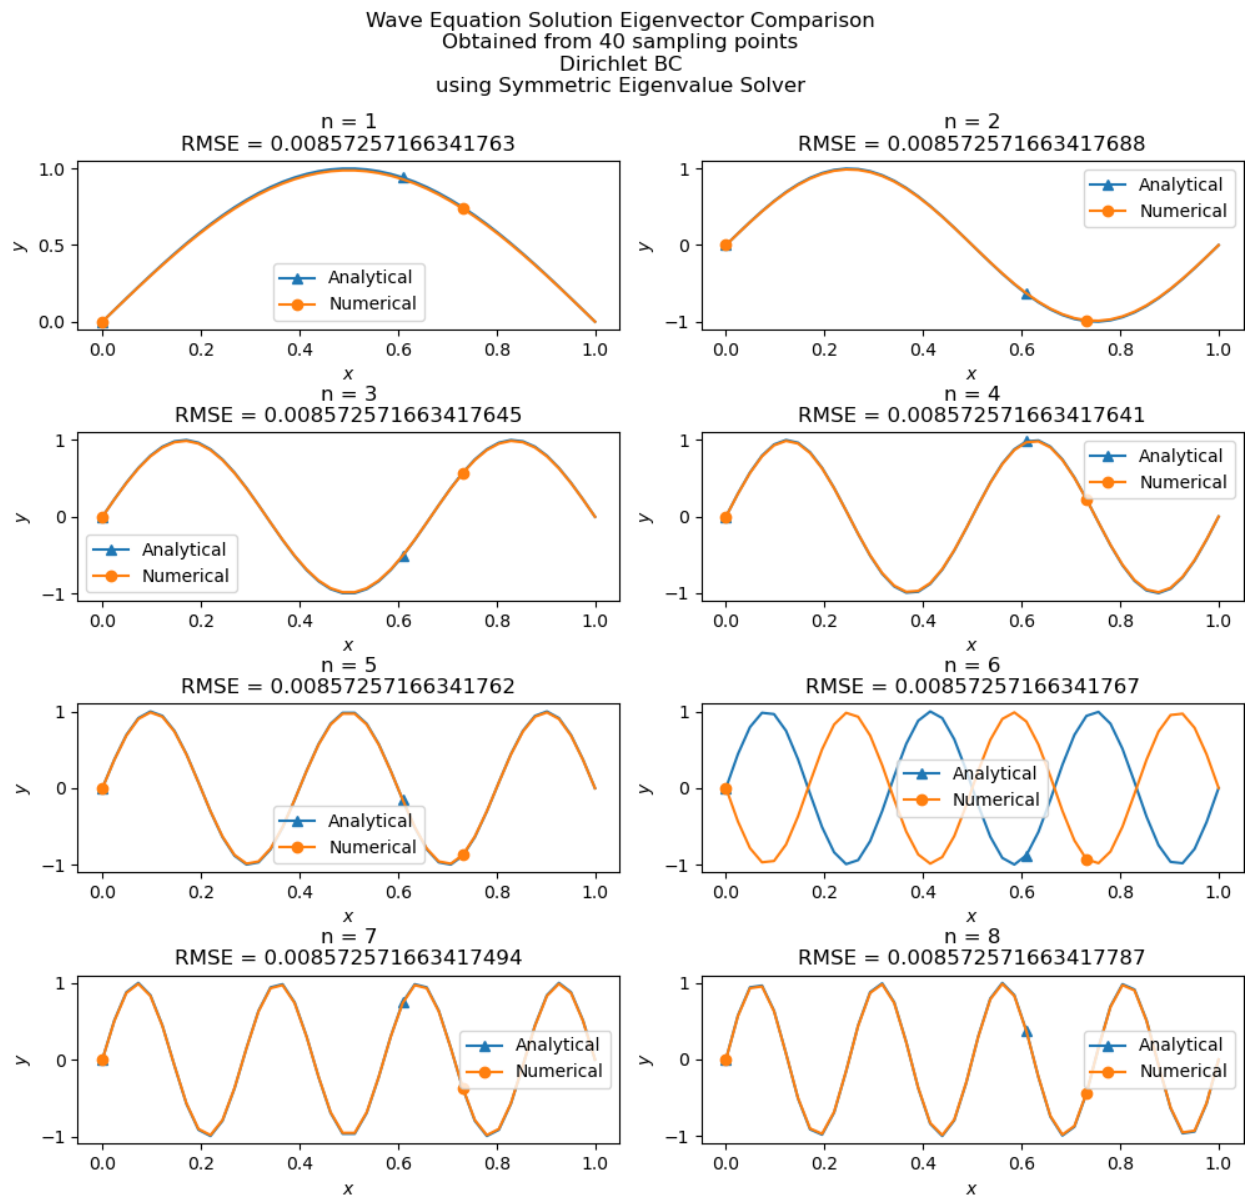 Wave Equation Solution Eigenvector Comparison
Obtained from 40 sampling points
Dirichlet BC
using Symmetric Eigenvalue Solver
n = 1
RMSE = 0.00857257166341763
1.0
0.5
0.0
y
Analytical
Numerical
0.0 0.2 0.4 0.6 0.8 1.0
x
n = 2
RMSE = 0.008572571663417688
1
0
−1
y
Analytical
Numerical
0.0 0.2 0.4 0.6 0.8 1.0
x
n = 3
RMSE = 0.008572571663417645
1
0
−1
y
Analytical
Numerical
0.0 0.2 0.4 0.6 0.8 1.0
x
n = 4
RMSE = 0.008572571663417641
1
0
−1
y
Analytical
Numerical
0.0 0.2 0.4 0.6 0.8 1.0
x
n = 5
RMSE = 0.00857257166341762
1
0
−1
y
Analytical
Numerical
0.0 0.2 0.4 0.6 0.8 1.0
x
n = 6
RMSE = 0.00857257166341767
1
0
−1
y
Analytical
Numerical
0.0 0.2 0.4 0.6 0.8 1.0
x
n = 7
RMSE = 0.008572571663417494
1
0
−1
y
Analytical
Numerical
0.0 0.2 0.4 0.6 0.8 1.0
x
n = 8
RMSE = 0.008572571663417787
1
0
−1
y
Analytical
Numerical
0.0 0.2 0.4 0.6 0.8 1.0
x